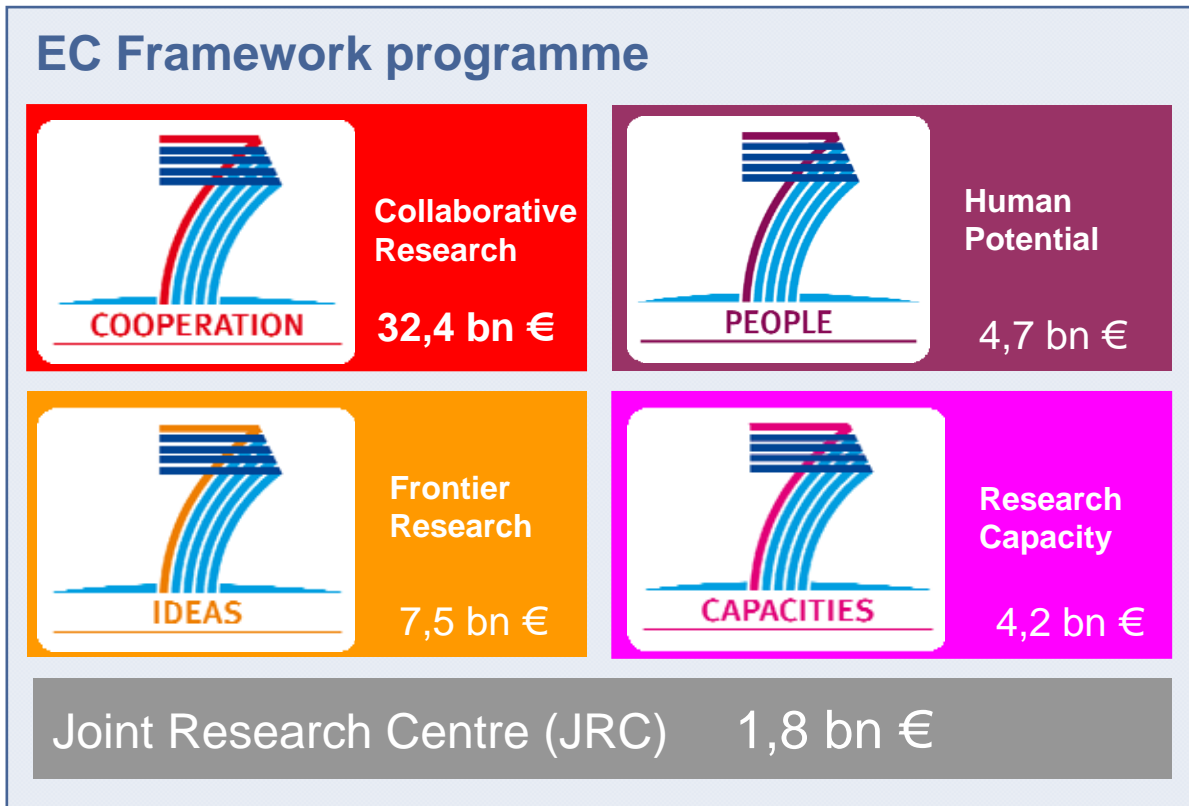 EC Framework programme
COOPERATION
Collaborative
Research
32,4 bn €
PEOPLE
Human
Potential
4,7 bn €
IDEAS
Frontier
Research
7,5 bn €
CAPACITIES
Research
Capacity
4,2 bn €
Joint Research Centre (JRC) 1,8 bn €